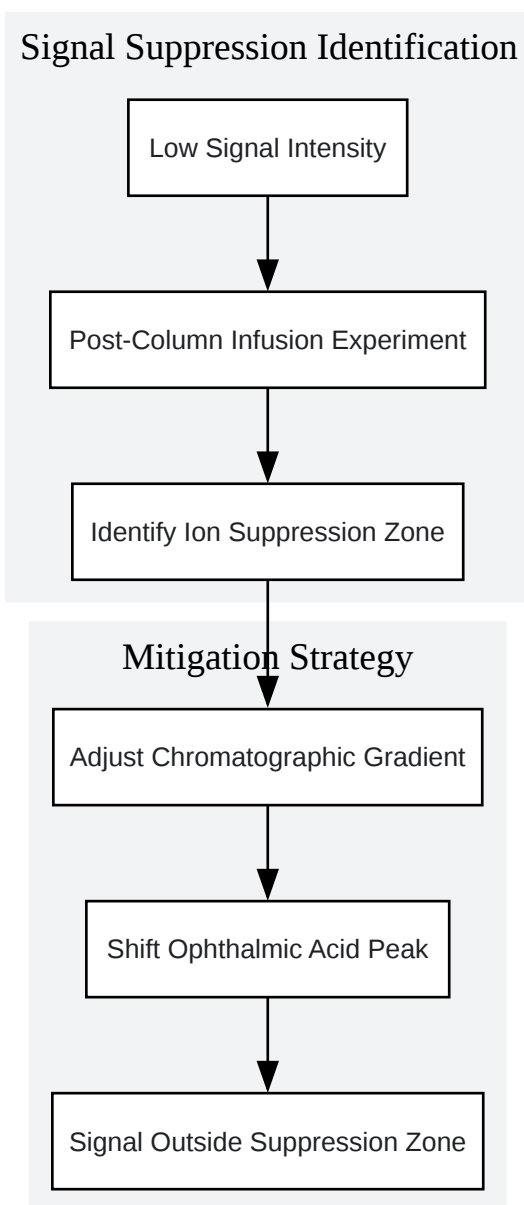 Signal Suppression Identification
Low Signal Intensity
Post-Column Infusion Experiment
Identify Ion Suppression Zone
Mitigation Strategy
Adjust Chromatographic Gradient
Shift Ophthalmic Acid Peak
Signal Outside Suppression Zone